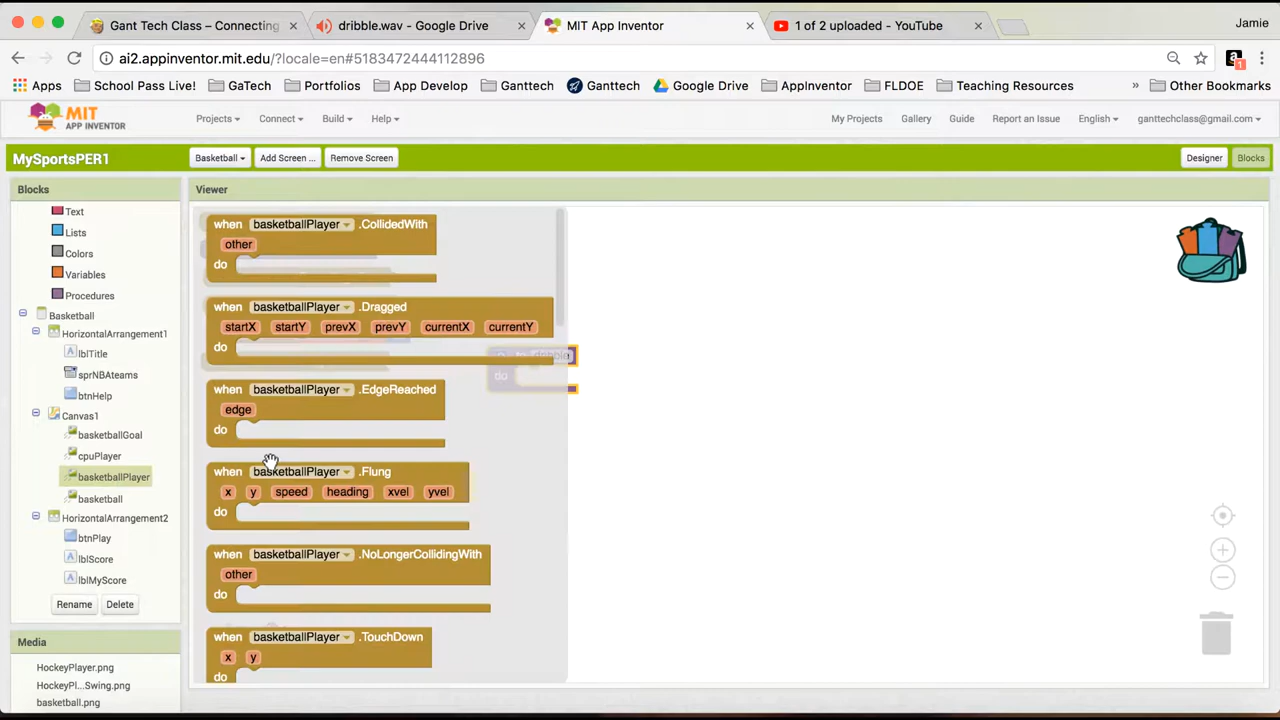 Gant Tech Class – Connecting
dribble.wav - Google Drive
MIT App Inventor
1 of 2 uploaded - YouTube
Jamie
ai2.appinventor.mit.edu/?locale=en#5183472444112896
1
Apps
School Pass Live!
GaTech
Portfolios
App Develop
Ganttech
Ganttech
Google Drive
AppInventor
FLDOE
Teaching Resources
»
Other Bookmarks
MIT
APP INVENTOR
Projects
Connect
Build
Help
My Projects
Gallery
Guide
Report an Issue
English
ganttechclass@gmail.com
MySportsPER1
Basketball
Add Screen ...
Remove Screen
Designer
Blocks
Blocks
Viewer
Text
Lists
Colors
Variables
Procedures
Basketball
HorizontalArrangement1
lblTitle
sprNBAteams
btnHelp
Canvas1
basketballGoal
cpuPlayer
basketballPlayer
basketball
HorizontalArrangement2
btnPlay
lblScore
lblMyScore
Rename
Delete
Media
HockeyPlayer.png
HockeyPl...Swing.png
basketball.png
when basketballPlayer .CollidedWith
other
do
when basketballPlayer .Dragged
startX startY prevX prevY currentX currentY
do
when basketballPlayer .EdgeReached
edge
do
when basketballPlayer .Flung
x y speed heading xvel yvel
do
when basketballPlayer .NoLongerCollidingWith
other
do
when basketballPlayer .TouchDown
x y
do
to dribble
do